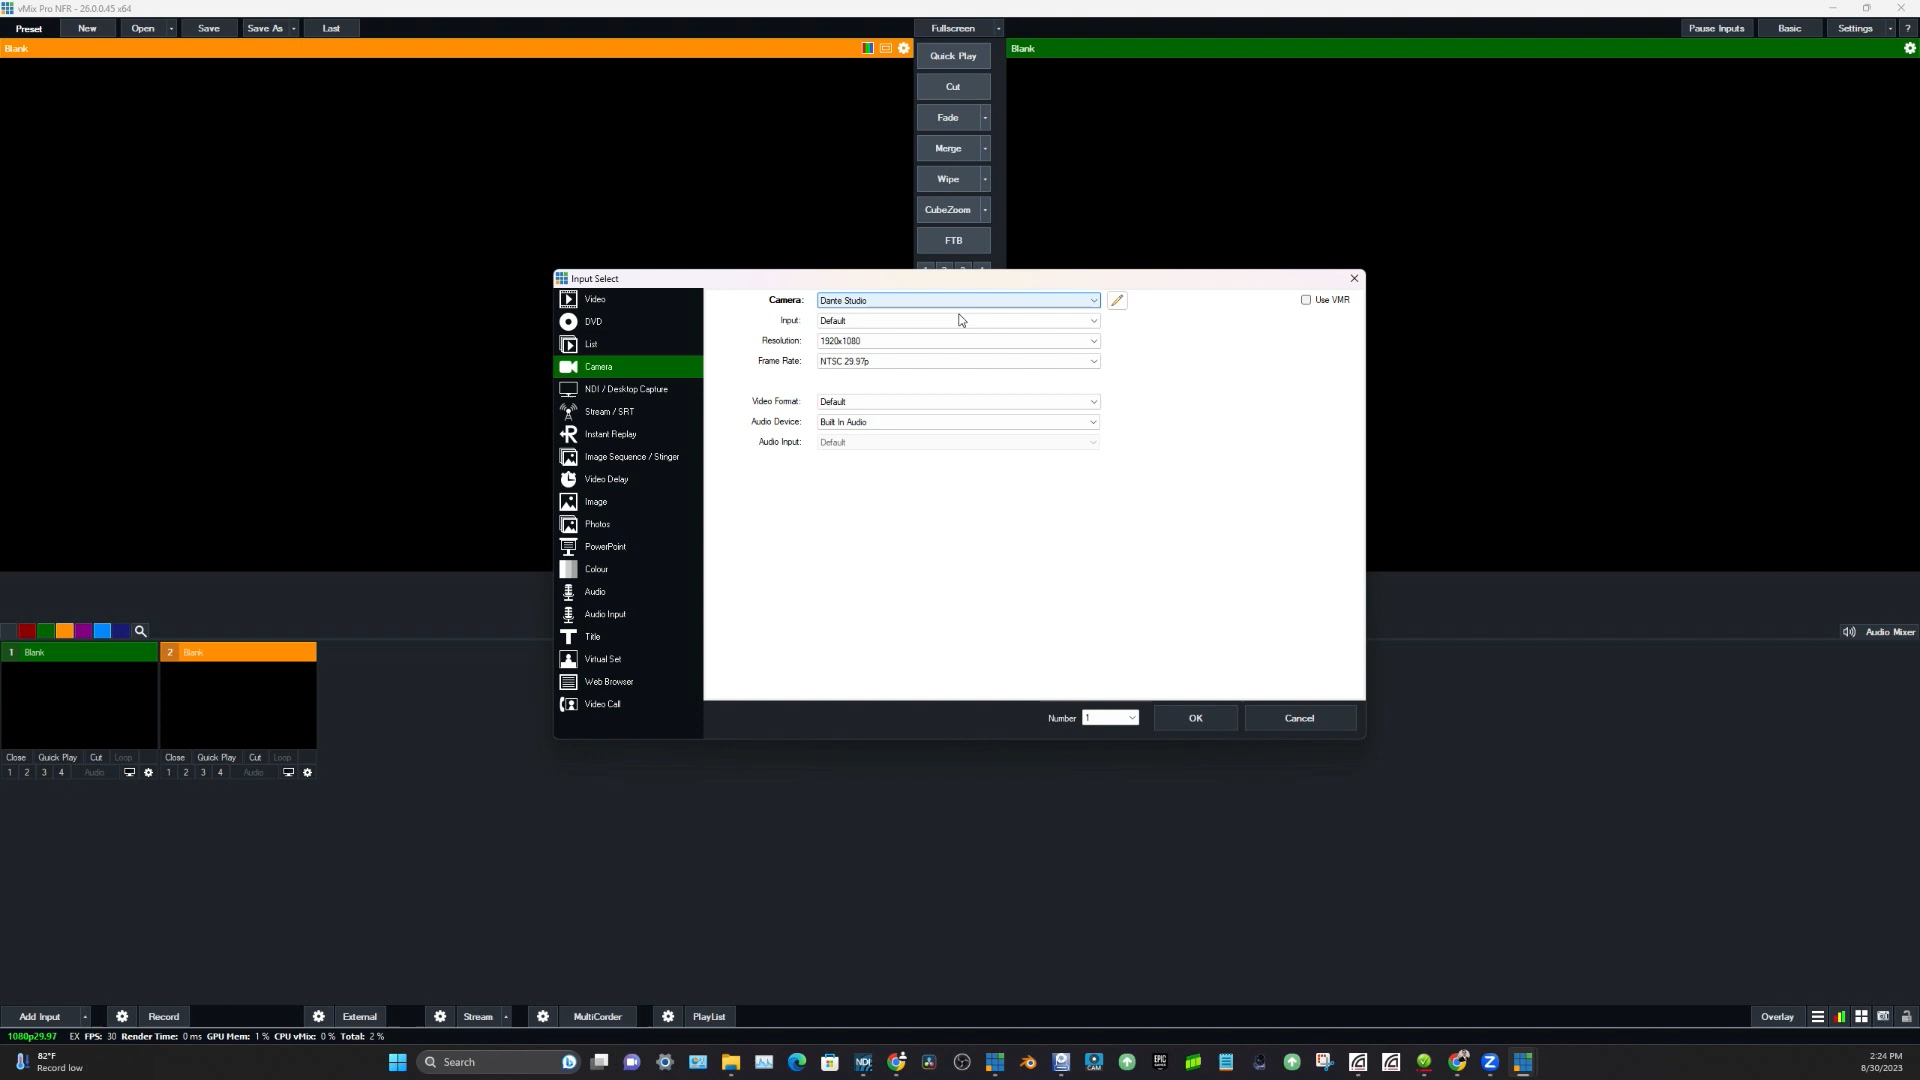 vMix Pro NFR - 26.0.0.45 x64
Preset New Open Save Save As Last Fullscreen Pause Inputs Basic Settings ?
Blank Blank
Quick Play
Cut
Fade
Merge
Wipe
CubeZoom
FTB
Input Select
Video
DVD
List
Camera
NDI / Desktop Capture
Stream / SRT
Instant Replay
Image Sequence / Stinger
Video Delay
Image
Photos
PowerPoint
Colour
Audio
Audio Input
Title
Virtual Set
Web Browser
Video Call
Camera: Dante Studio Use VMR
Input: Default
Resolution: 1920x1080
Frame Rate: NTSC 29.97p
Video Format: Default
Audio Device: Built In Audio
Audio Input: Default
Number 1 OK Cancel
Audio Mixer
1 Blank 2 Blank
Close Quick Play Cut Loop Close Quick Play Cut Loop
1 2 3 4 Audio 1 2 3 4 Audio
Add Input Record External Stream MultiCorder PlayList Overlay
1080p29.97 EX FPS: 30 Render Time: 0 ms GPU Mem: 1 % CPU vMix: 0 % Total: 2 %
82°F
Record low
Search
NDI
CAM
EPIC
2:24 PM
8/30/2023